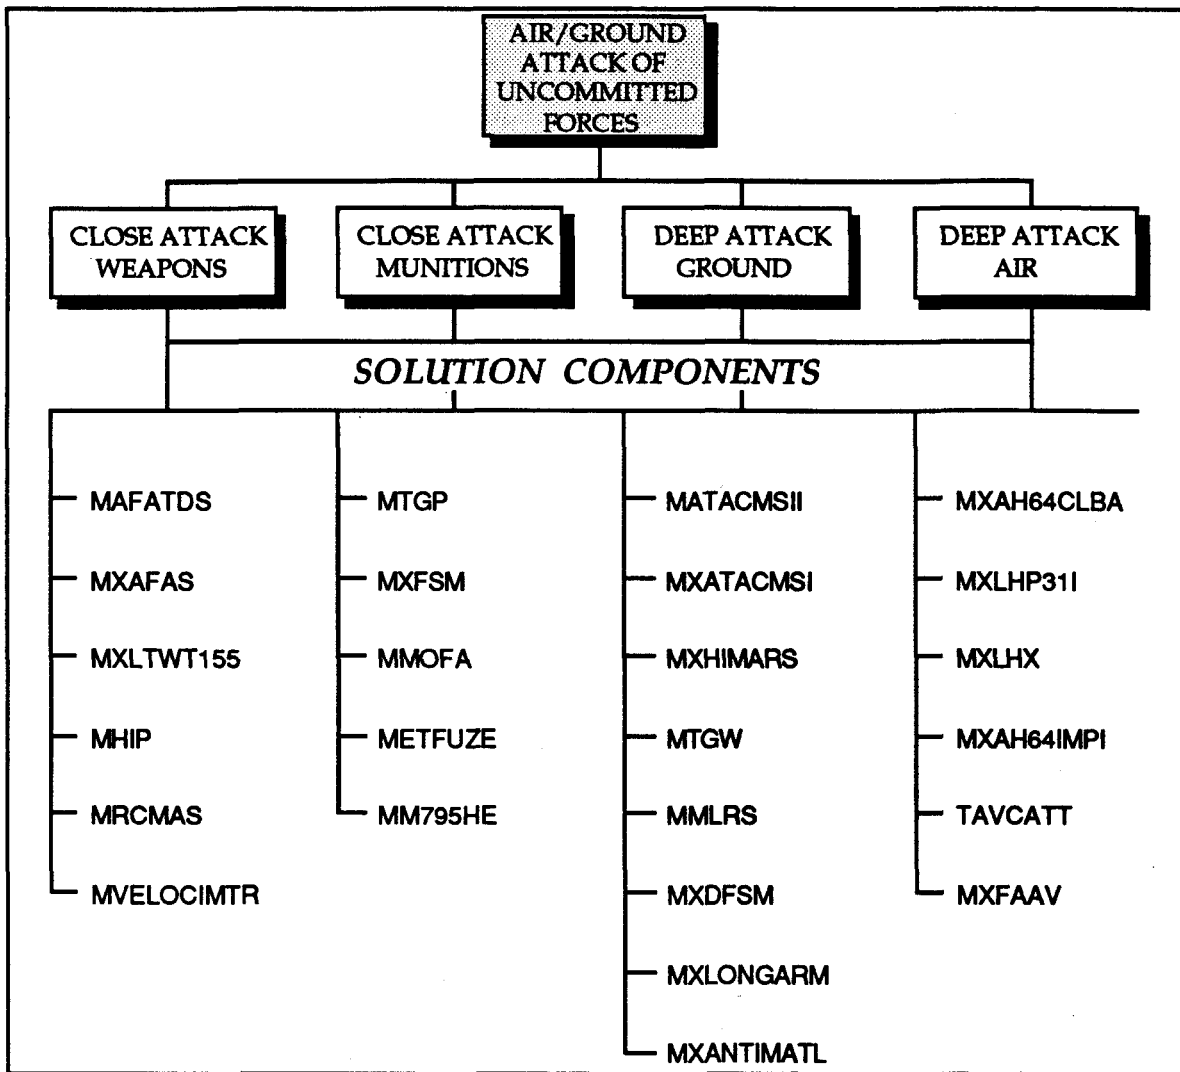 AIR/GROUND
ATTACK OF
UNCOMMITTED
FORCES
CLOSE ATTACK
WEAPONS
CLOSE ATTACK
MUNITIONS
DEEP ATTACK
GROUND
DEEP ATTACK
AIR
SOLUTION COMPONENTS
MAFATDS
MXAFAS
MXLTWT155
MHIP
MRCMAS
MVELOCIMTR
MTGP
MXFSM
MMOFA
METFUZE
MM795HE
MATACMSII
MXATACMSI
MXHIMARS
MTGW
MMLRS
MXDFSM
MXLONGARM
MXANTIMATL
MXAH64CLBA
MXLHP31I
MXLHX
MXAH64IMPI
TAVCATT
MXFAAV